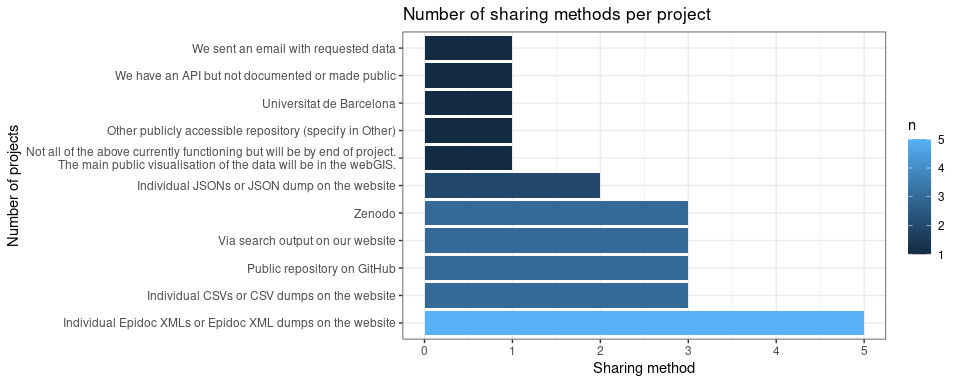 Number of sharing methods per project
Number of projects
We sent an email with requested data
We have an API but not documented or made public
Universitat de Barcelona
Other publicly accessible repository (specify in Other)
Not all of the above currently functioning but will be by end of project.
The main public visualisation of the data will be in the webGIS.
Individual JSONs or JSON dump on the website
Zenodo
Via search output on our website
Public repository on GitHub
Individual CSVs or CSV dumps on the website
Individual Epidoc XMLs or Epidoc XML dumps on the website
0 1 2 3 4 5
Sharing method
n
5
4
3
2
1